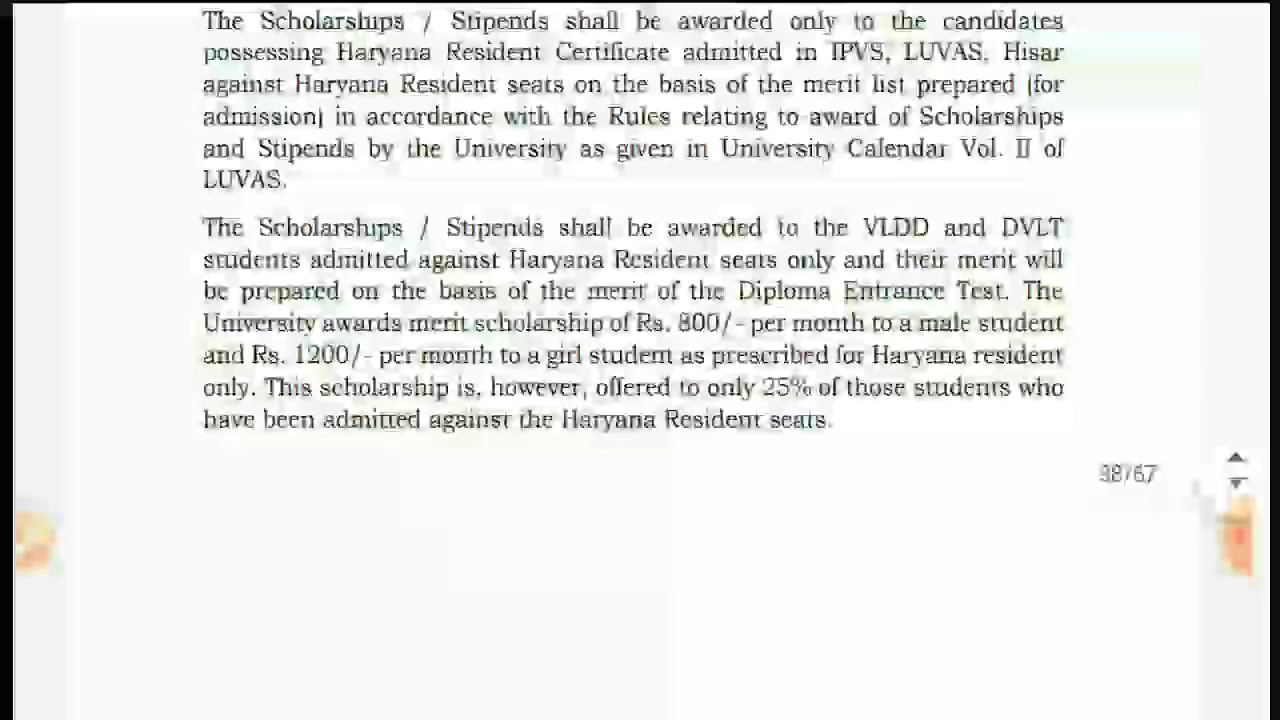 The Scholarships / Stipends shall be awarded only to the candidates
possessing Haryana Resident Certificate admitted in IPVS, LUVAS, Hisar
against Haryana Resident seats on the basis of the merit list prepared (for
admission) in accordance with the Rules relating to award of Scholarships
and Stipends by the University as given in University Calendar Vol. II of
LUVAS.
The Scholarships / Stipends shall be awarded to the VLDD and DVLT
students admitted against Haryana Resident seats only and their merit will
be prepared on the basis of the merit of the Diploma Entrance Test. The
University awards merit scholarship of Rs. 800/- per month to a male student
and Rs. 1200/- per month to a girl student as prescribed for Haryana resident
only. This scholarship is, however, offered to only 25% of those students who
have been admitted against the Haryana Resident seats.
38/67